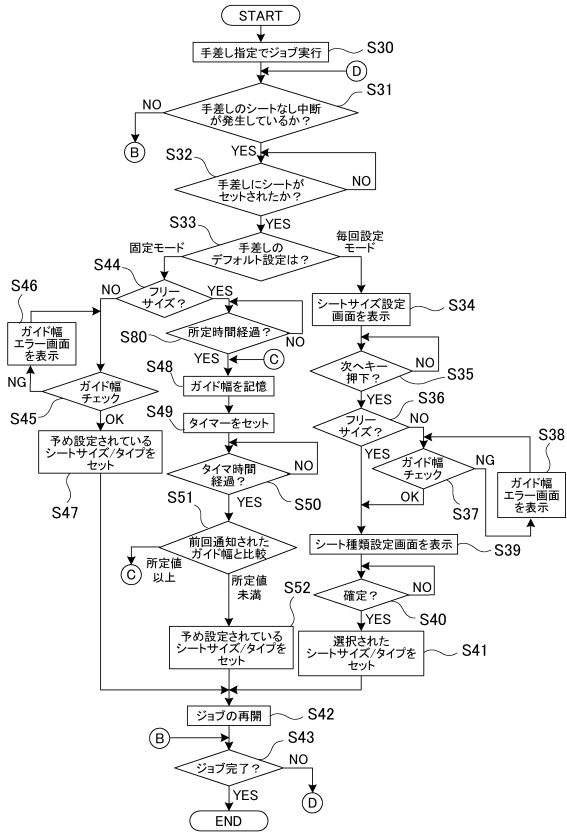 START
手差し指定でジョブ実行
S30
D
手差しのシートなし中断
が発生しているか？
S31
NO
B
YES
S32
手差しにシートが
セットされたか？
NO
YES
S33
手差しの
デフォルト設定は？
固定モード
毎回設定
モード
S44
フリー
サイズ？
NO
YES
S46
ガイド幅
エラー画面
を表示
NG
ガイド幅
チェック
S45
OK
予め設定されている
シートサイズ/タイプを
セット
S47
所定時間経過？
S80
NO
YES
C
S48
ガイド幅を記憶
S49
タイマーをセット
タイマ時間
経過？
NO
S50
YES
S51
前回通知された
ガイド幅と比較
C
所定値
以上
所定値
未満
S52
予め設定されている
シートサイズ/タイプを
セット
シートサイズ設定
画面を表示
S34
次へキー
押下？
NO
S35
YES
S36
フリー
サイズ？
NO
YES
ガイド幅
チェック
NG
S37
OK
S38
ガイド幅
エラー画面
を表示
シート種類設定画面を表示
S39
確定？
NO
S40
YES
選択された
シートサイズ/タイプを
セット
S41
ジョブの再開
S42
B
S43
ジョブ完了？
NO
D
YES
END